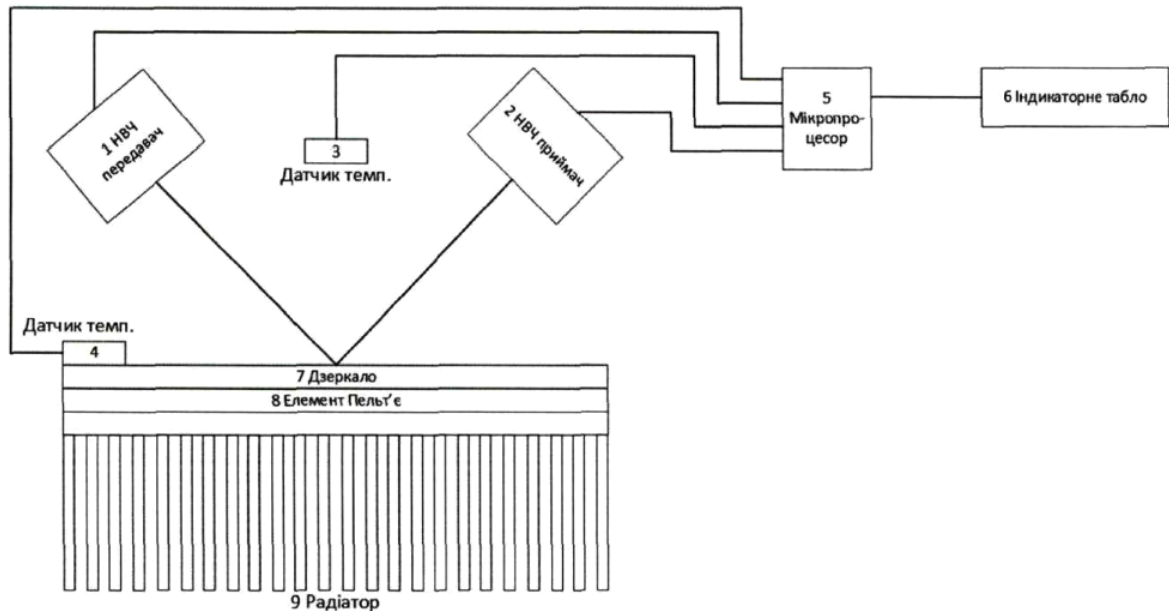 1 НВЧ
передавач
3
Датчик темп.
2 НВЧ приймач
5
Мікропро-
цесор
6 Індикаторне табло
Датчик темп.
4
7 Дзеркало
8 Елемент Пельт'є
9 Радіатор